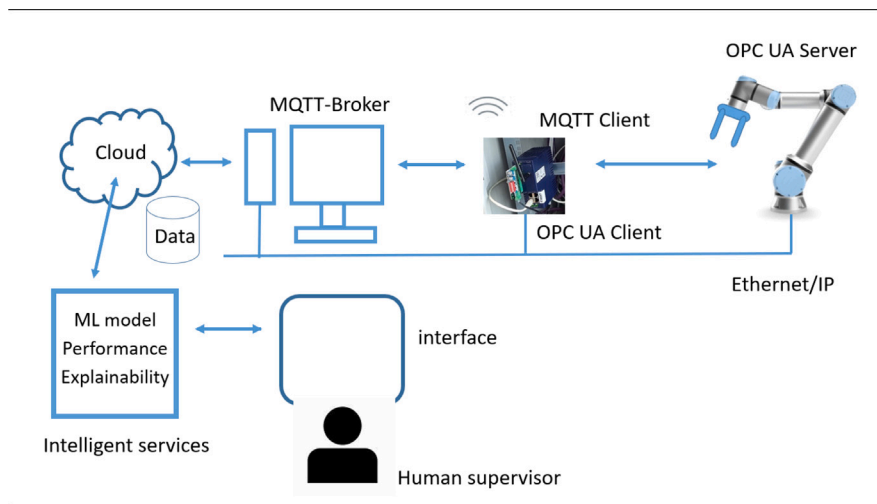 OPC UA Server
MQTT-Broker
MQTT Client
Cloud
Data
OPC UA Client
Ethernet/IP
ML model
Performance
Explainability
interface
Intelligent services
Human supervisor